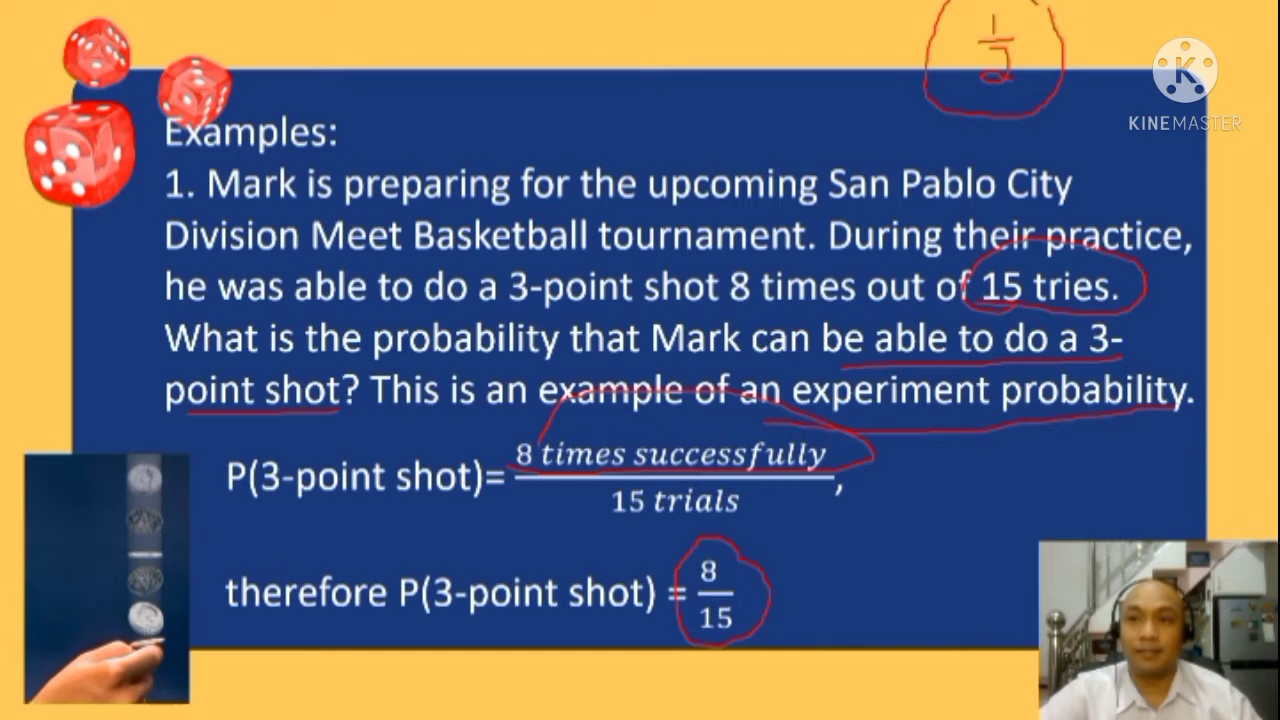 1
2
K
KINEMASTER
Examples:
1. Mark is preparing for the upcoming San Pablo City
Division Meet Basketball tournament. During their practice,
he was able to do a 3-point shot 8 times out of 15 tries.
What is the probability that Mark can be able to do a 3-
point shot? This is an example of an experiment probability.
P(3-point shot)= 8 times successfully / 15 trials,
therefore P(3-point shot) = 8/15